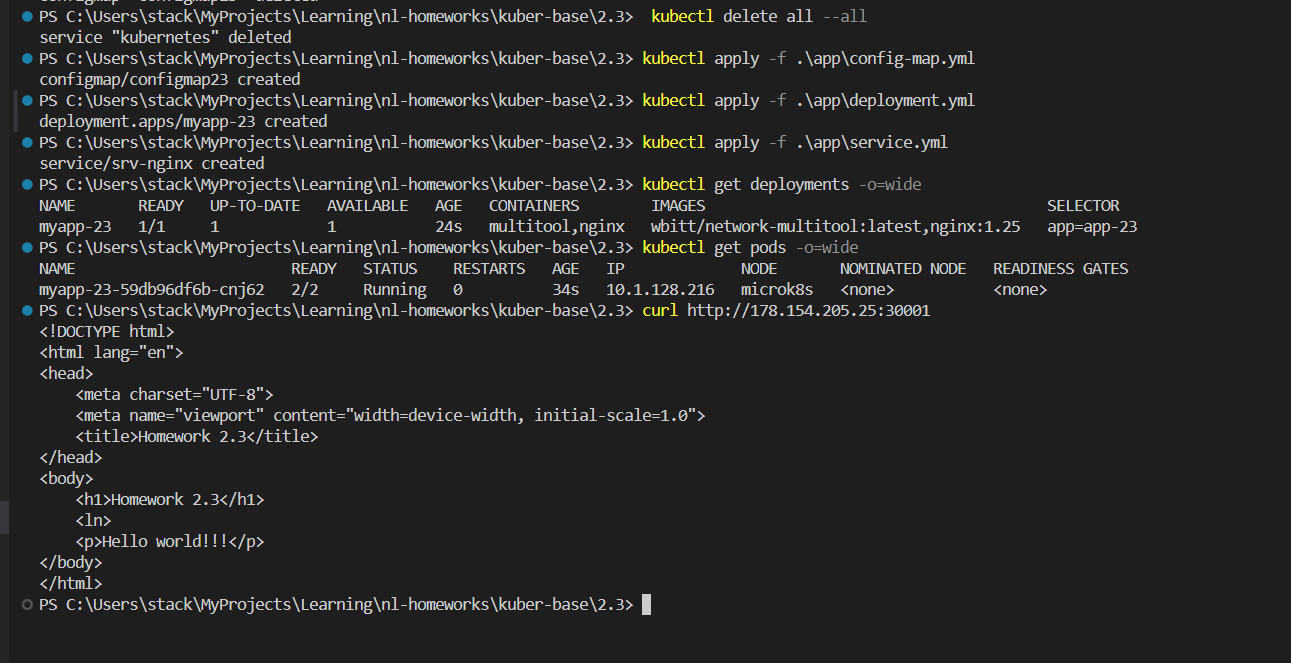 PS C:\Users\stack\MyProjects\Learning\nl-homeworks\kuber-base\2.3>  kubectl delete all --all
service "kubernetes" deleted
PS C:\Users\stack\MyProjects\Learning\nl-homeworks\kuber-base\2.3> kubectl apply -f .\app\config-map.yml
configmap/configmap23 created
PS C:\Users\stack\MyProjects\Learning\nl-homeworks\kuber-base\2.3> kubectl apply -f .\app\deployment.yml
deployment.apps/myapp-23 created
PS C:\Users\stack\MyProjects\Learning\nl-homeworks\kuber-base\2.3> kubectl apply -f .\app\service.yml
service/srv-nginx created
PS C:\Users\stack\MyProjects\Learning\nl-homeworks\kuber-base\2.3> kubectl get deployments -o=wide
NAME       READY   UP-TO-DATE   AVAILABLE   AGE   CONTAINERS        IMAGES                                      SELECTOR
myapp-23   1/1     1            1           24s   multitool,nginx   wbitt/network-multitool:latest,nginx:1.25   app=app-23
PS C:\Users\stack\MyProjects\Learning\nl-homeworks\kuber-base\2.3> kubectl get pods -o=wide
NAME                        READY   STATUS    RESTARTS   AGE   IP             NODE       NOMINATED NODE   READINESS GATES
myapp-23-59db96df6b-cnj62   2/2     Running   0          34s   10.1.128.216   microk8s   <none>           <none>
PS C:\Users\stack\MyProjects\Learning\nl-homeworks\kuber-base\2.3> curl http://178.154.205.25:30001
<!DOCTYPE html>
<html lang="en">
<head>
    <meta charset="UTF-8">
    <meta name="viewport" content="width=device-width, initial-scale=1.0">
    <title>Homework 2.3</title>
</head>
<body>
    <h1>Homework 2.3</h1>
    <ln>
    <p>Hello world!!!</p>
</body>
</html>
PS C:\Users\stack\MyProjects\Learning\nl-homeworks\kuber-base\2.3>